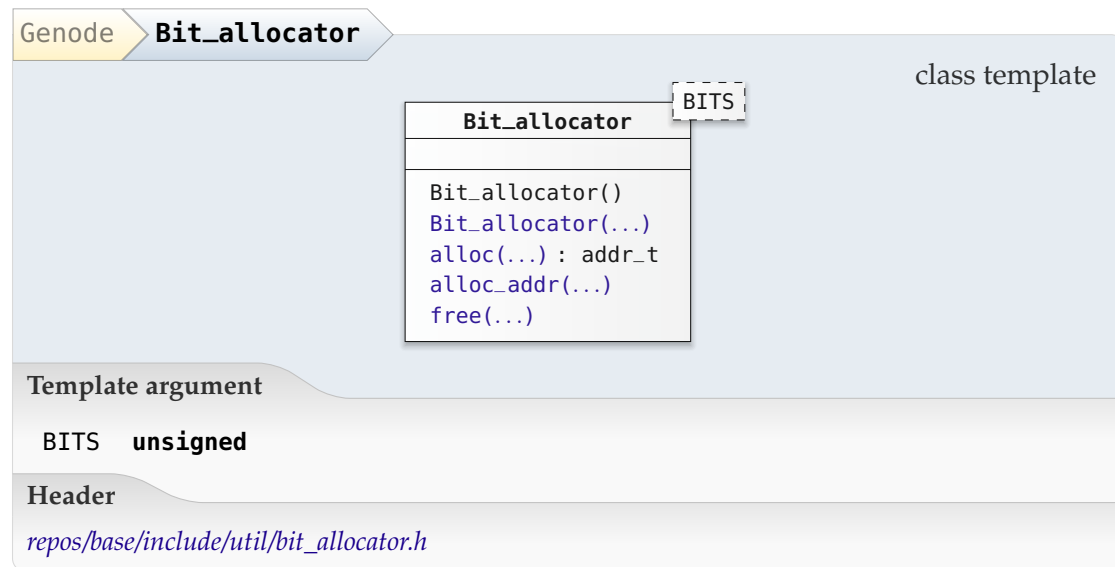 Genode Bit_allocator
class template
BITS
Bit_allocator
Bit_allocator()
Bit_allocator(...)
alloc(...) : addr_t
alloc_addr(...)
free(...)
Template argument
BITS unsigned
Header
repos/base/include/util/bit_allocator.h